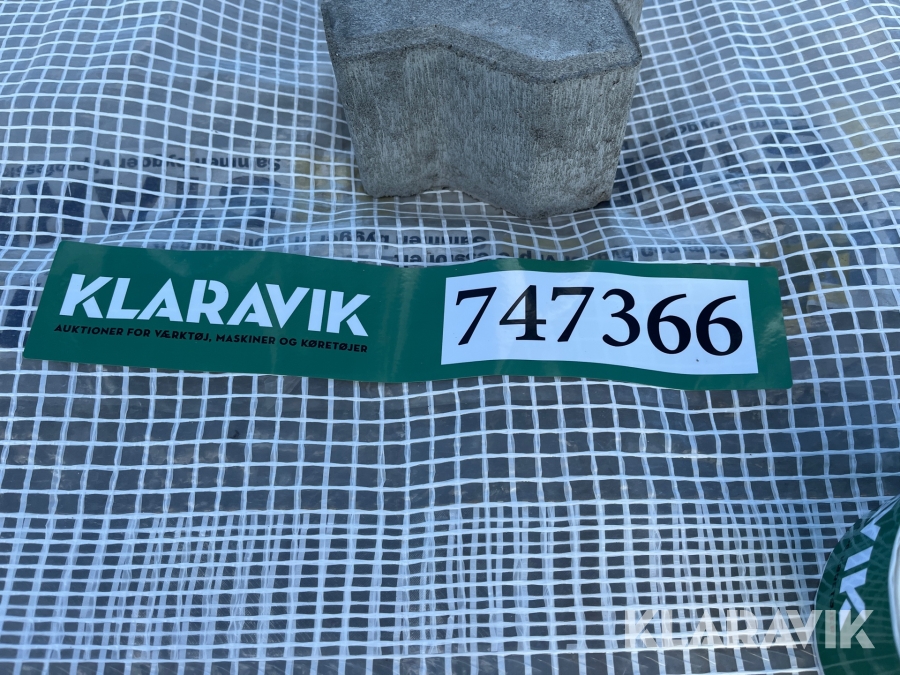 KLARAVIK
AUKTIONER FOR VÆRKTØJ, MASKINER OG KØRETØJER
747366
KLARAVIK